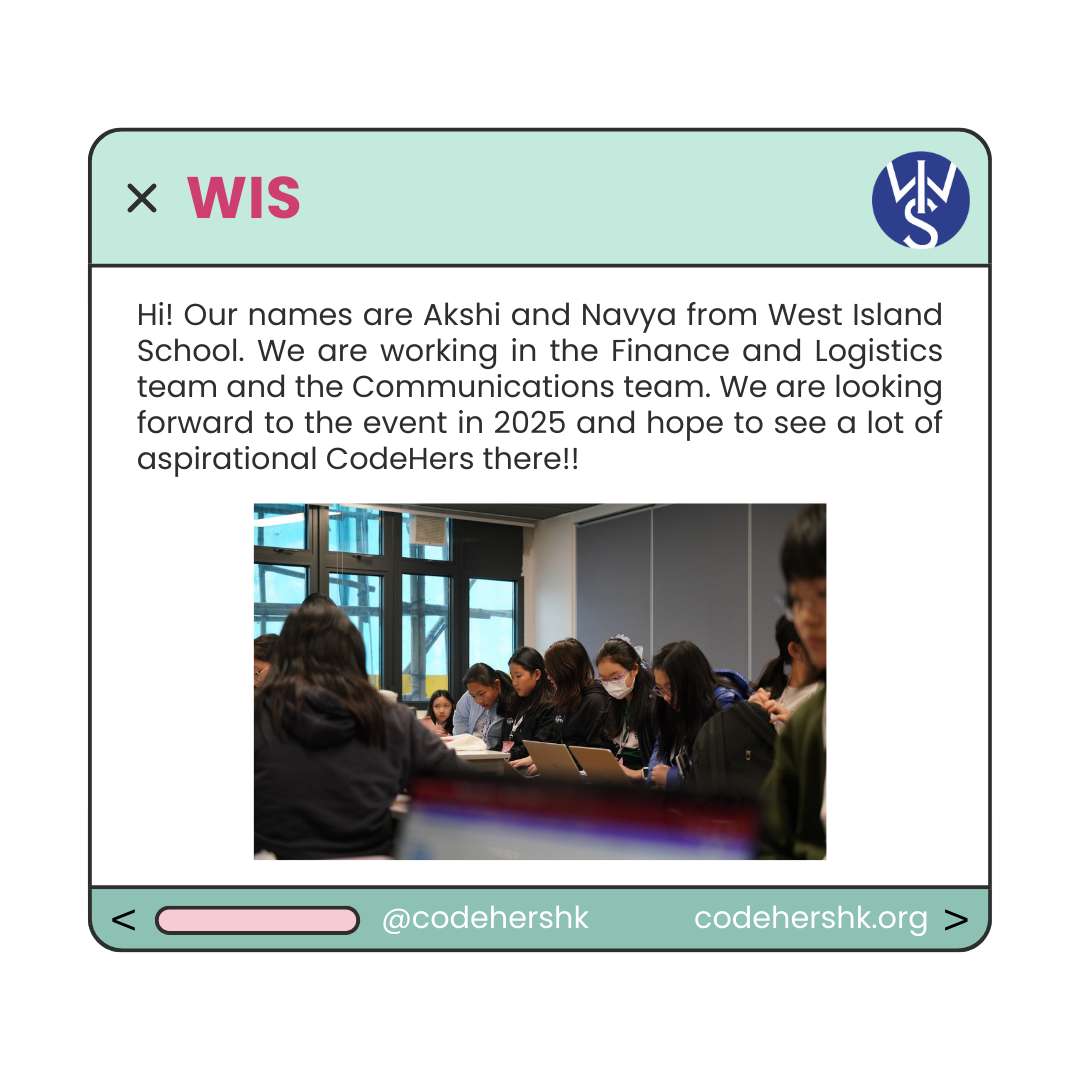 WIS
WIS
Hi! Our names are Akshi and Navya from West Island
School. We are working in the Finance and Logistics
team and the Communications team. We are looking
forward to the event in 2025 and hope to see a lot of
aspirational CodeHers there!!
@codehershk
codehershk.org